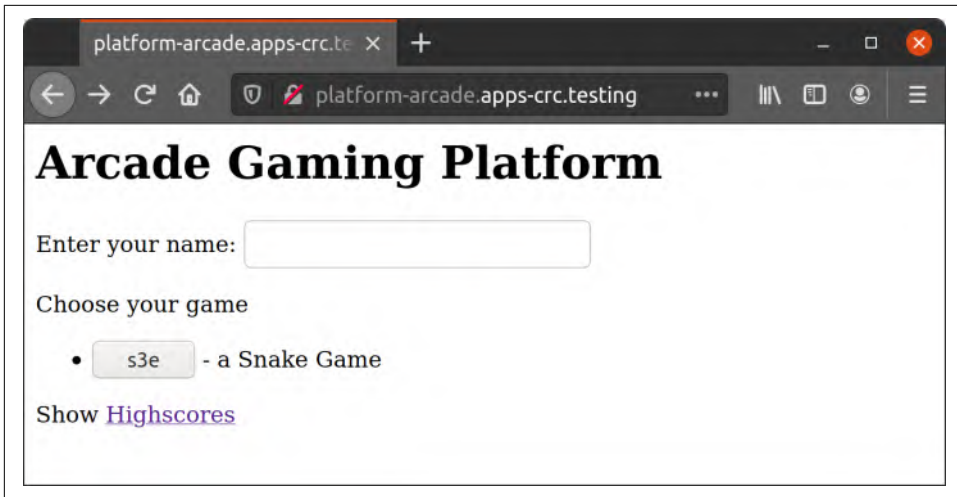 platform-arcade.apps-crc.te
platform-arcade.apps-crc.testing
Arcade Gaming Platform
Enter your name:
Choose your game
• s3e - a Snake Game
Show Highscores